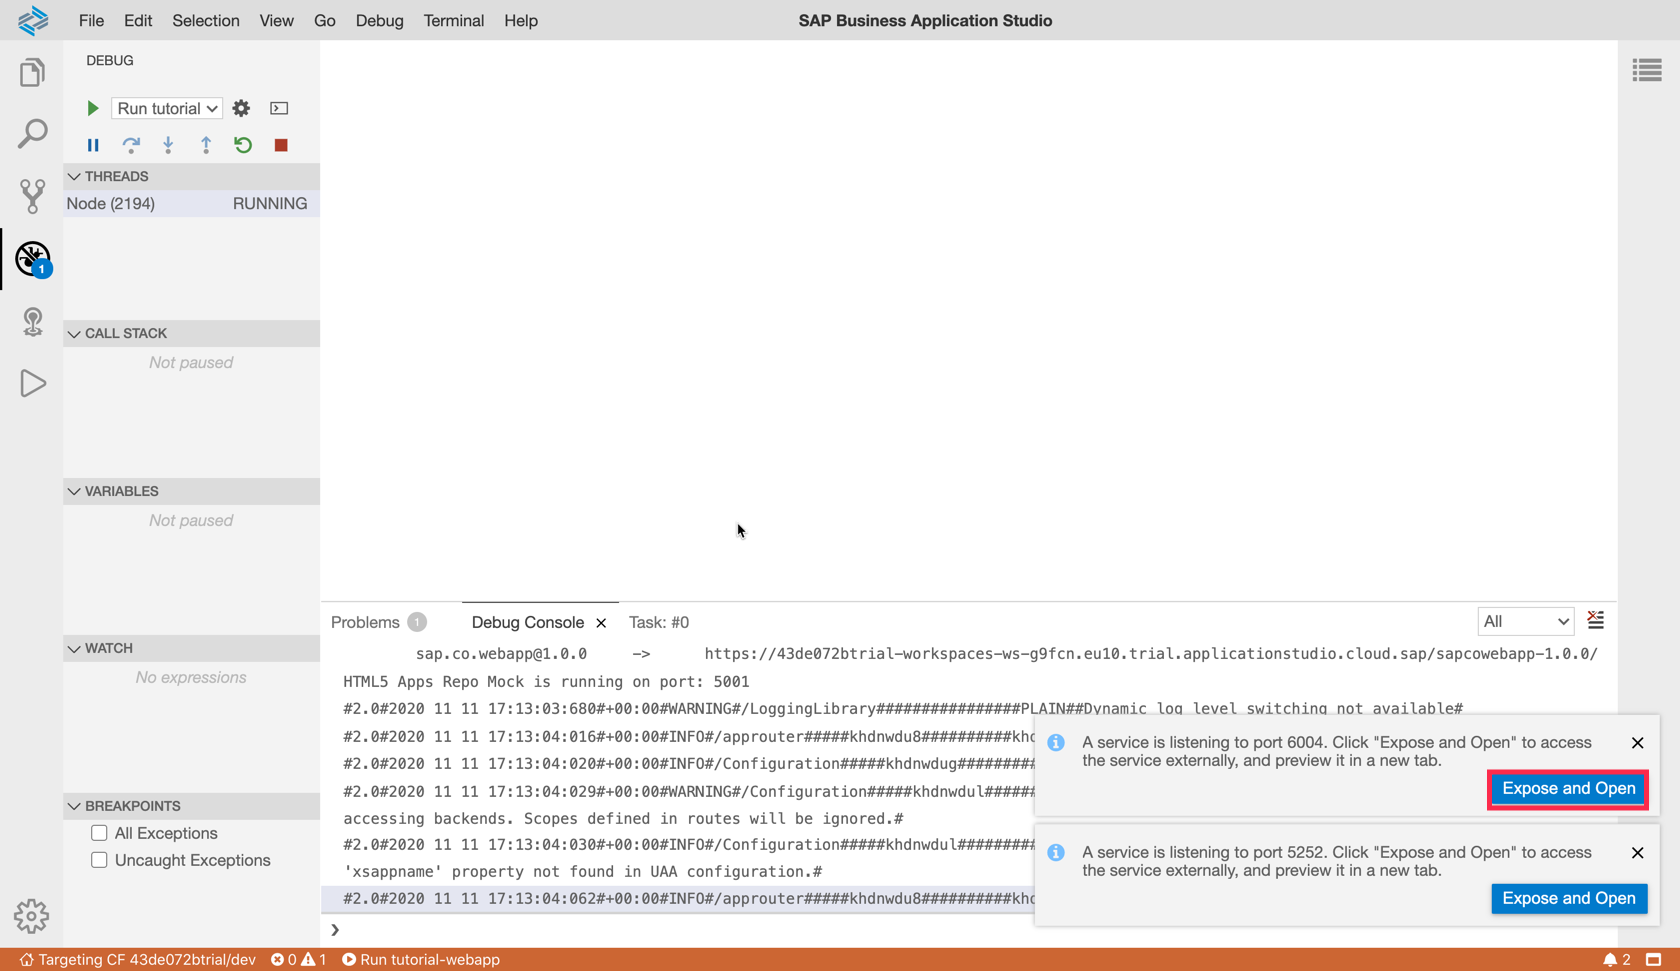 File Edit Selection View Go Debug Terminal Help
SAP Business Application Studio
DEBUG
Run tutorial
THREADS
Node (2194) RUNNING
1
CALL STACK
Not paused
VARIABLES
Not paused
WATCH
No expressions
BREAKPOINTS
All Exceptions
Uncaught Exceptions
Problems 1 Debug Console × Task: #0
All
sap.co.webapp@1.0.0 –> https://43de072btrial-workspaces-ws-g9fcn.eu10.trial.applicationstudio.cloud.sap/sapcowebapp-1.0.0/
HTML5 Apps Repo Mock is running on port: 5001
#2.0#2020 11 11 17:13:03:680#+00:00#WARNING#/LoggingLibrary################PLAIN##Dynamic log level switching not available#
#2.0#2020 11 11 17:13:04:016#+00:00#INFO#/approuter#####khdnwdu8##########khd
#2.0#2020 11 11 17:13:04:020#+00:00#INFO#/Configuration#####khdnwdug#########
#2.0#2020 11 11 17:13:04:029#+00:00#WARNING#/Configuration#####khdnwdul######
accessing backends. Scopes defined in routes will be ignored.#
#2.0#2020 11 11 17:13:04:030#+00:00#INFO#/Configuration#####khdnwdul#########
'xsappname' property not found in UAA configuration.#
#2.0#2020 11 11 17:13:04:062#+00:00#INFO#/approuter#####khdnwdu8##########khd
A service is listening to port 6004. Click "Expose and Open" to access
the service externally, and preview it in a new tab.
Expose and Open
A service is listening to port 5252. Click "Expose and Open" to access
the service externally, and preview it in a new tab.
Expose and Open
Targeting CF 43de072btrial/dev 0 1 Run tutorial-webapp
2